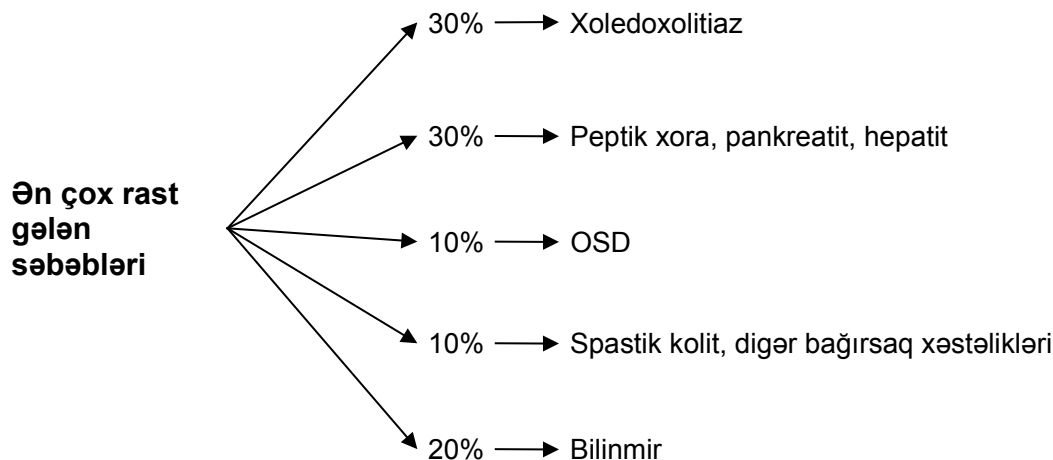 30% Xoledoxolitiaz
30% Peptik xora, pankreatit, hepatit
Ən çox rast
gələn
səbəbləri
10% OSD
10% Spastik kolit, digər bağırsaq xəstəlikləri
20% Bilinmir